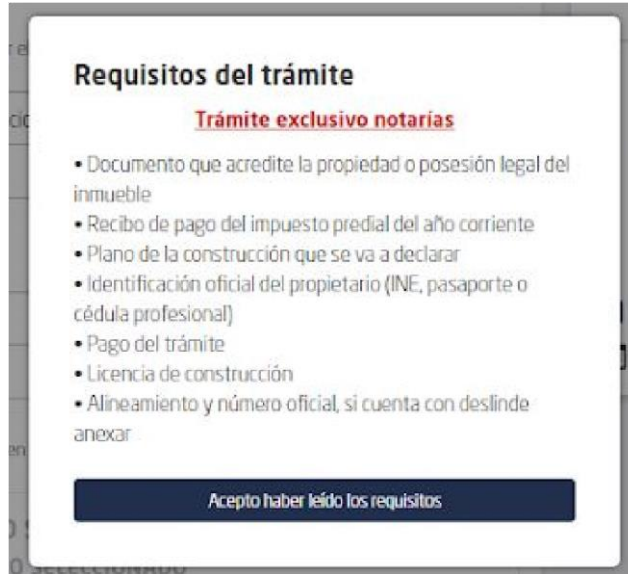 Requisitos del trámite
Trámite exclusivo notarías
• Documento que acredite la propiedad o posesión legal del
inmueble
• Recibo de pago del impuesto predial del año corriente
• Plano de la construcción que se va a declarar
• Identificación oficial del propietario (INE, pasaporte o
cédula profesional)
• Pago del trámite
• Licencia de construcción
• Alineamiento y número oficial, si cuenta con deslinde
anexar
Acepto haber leído los requisitos
SELECCIONADO